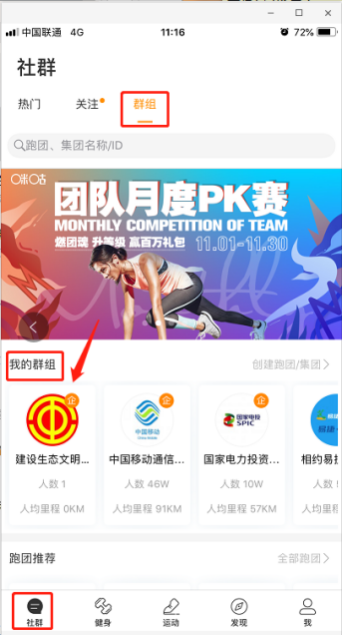 中国联通 4G
11:16
72%
社群
热门
关注
群组
跑团、集团名称/ID
咪咕
团队月度PK赛
MONTHLY COMPETITION OF TEAM
燃团魂 升等级 赢百万礼包 11.01-11.30
我的群组
创建跑团/集团
企
企
企
中国移动
国家电投
SPIC
建设生态文明...
中国移动通信...
国家电力投资...
相约易
人数 1
人数 46W
人数 10W
人数
人均里程 0KM
人均里程 91KM
人均里程 57KM
人均里程
跑团推荐
全部跑团
社群
健身
运动
发现
我